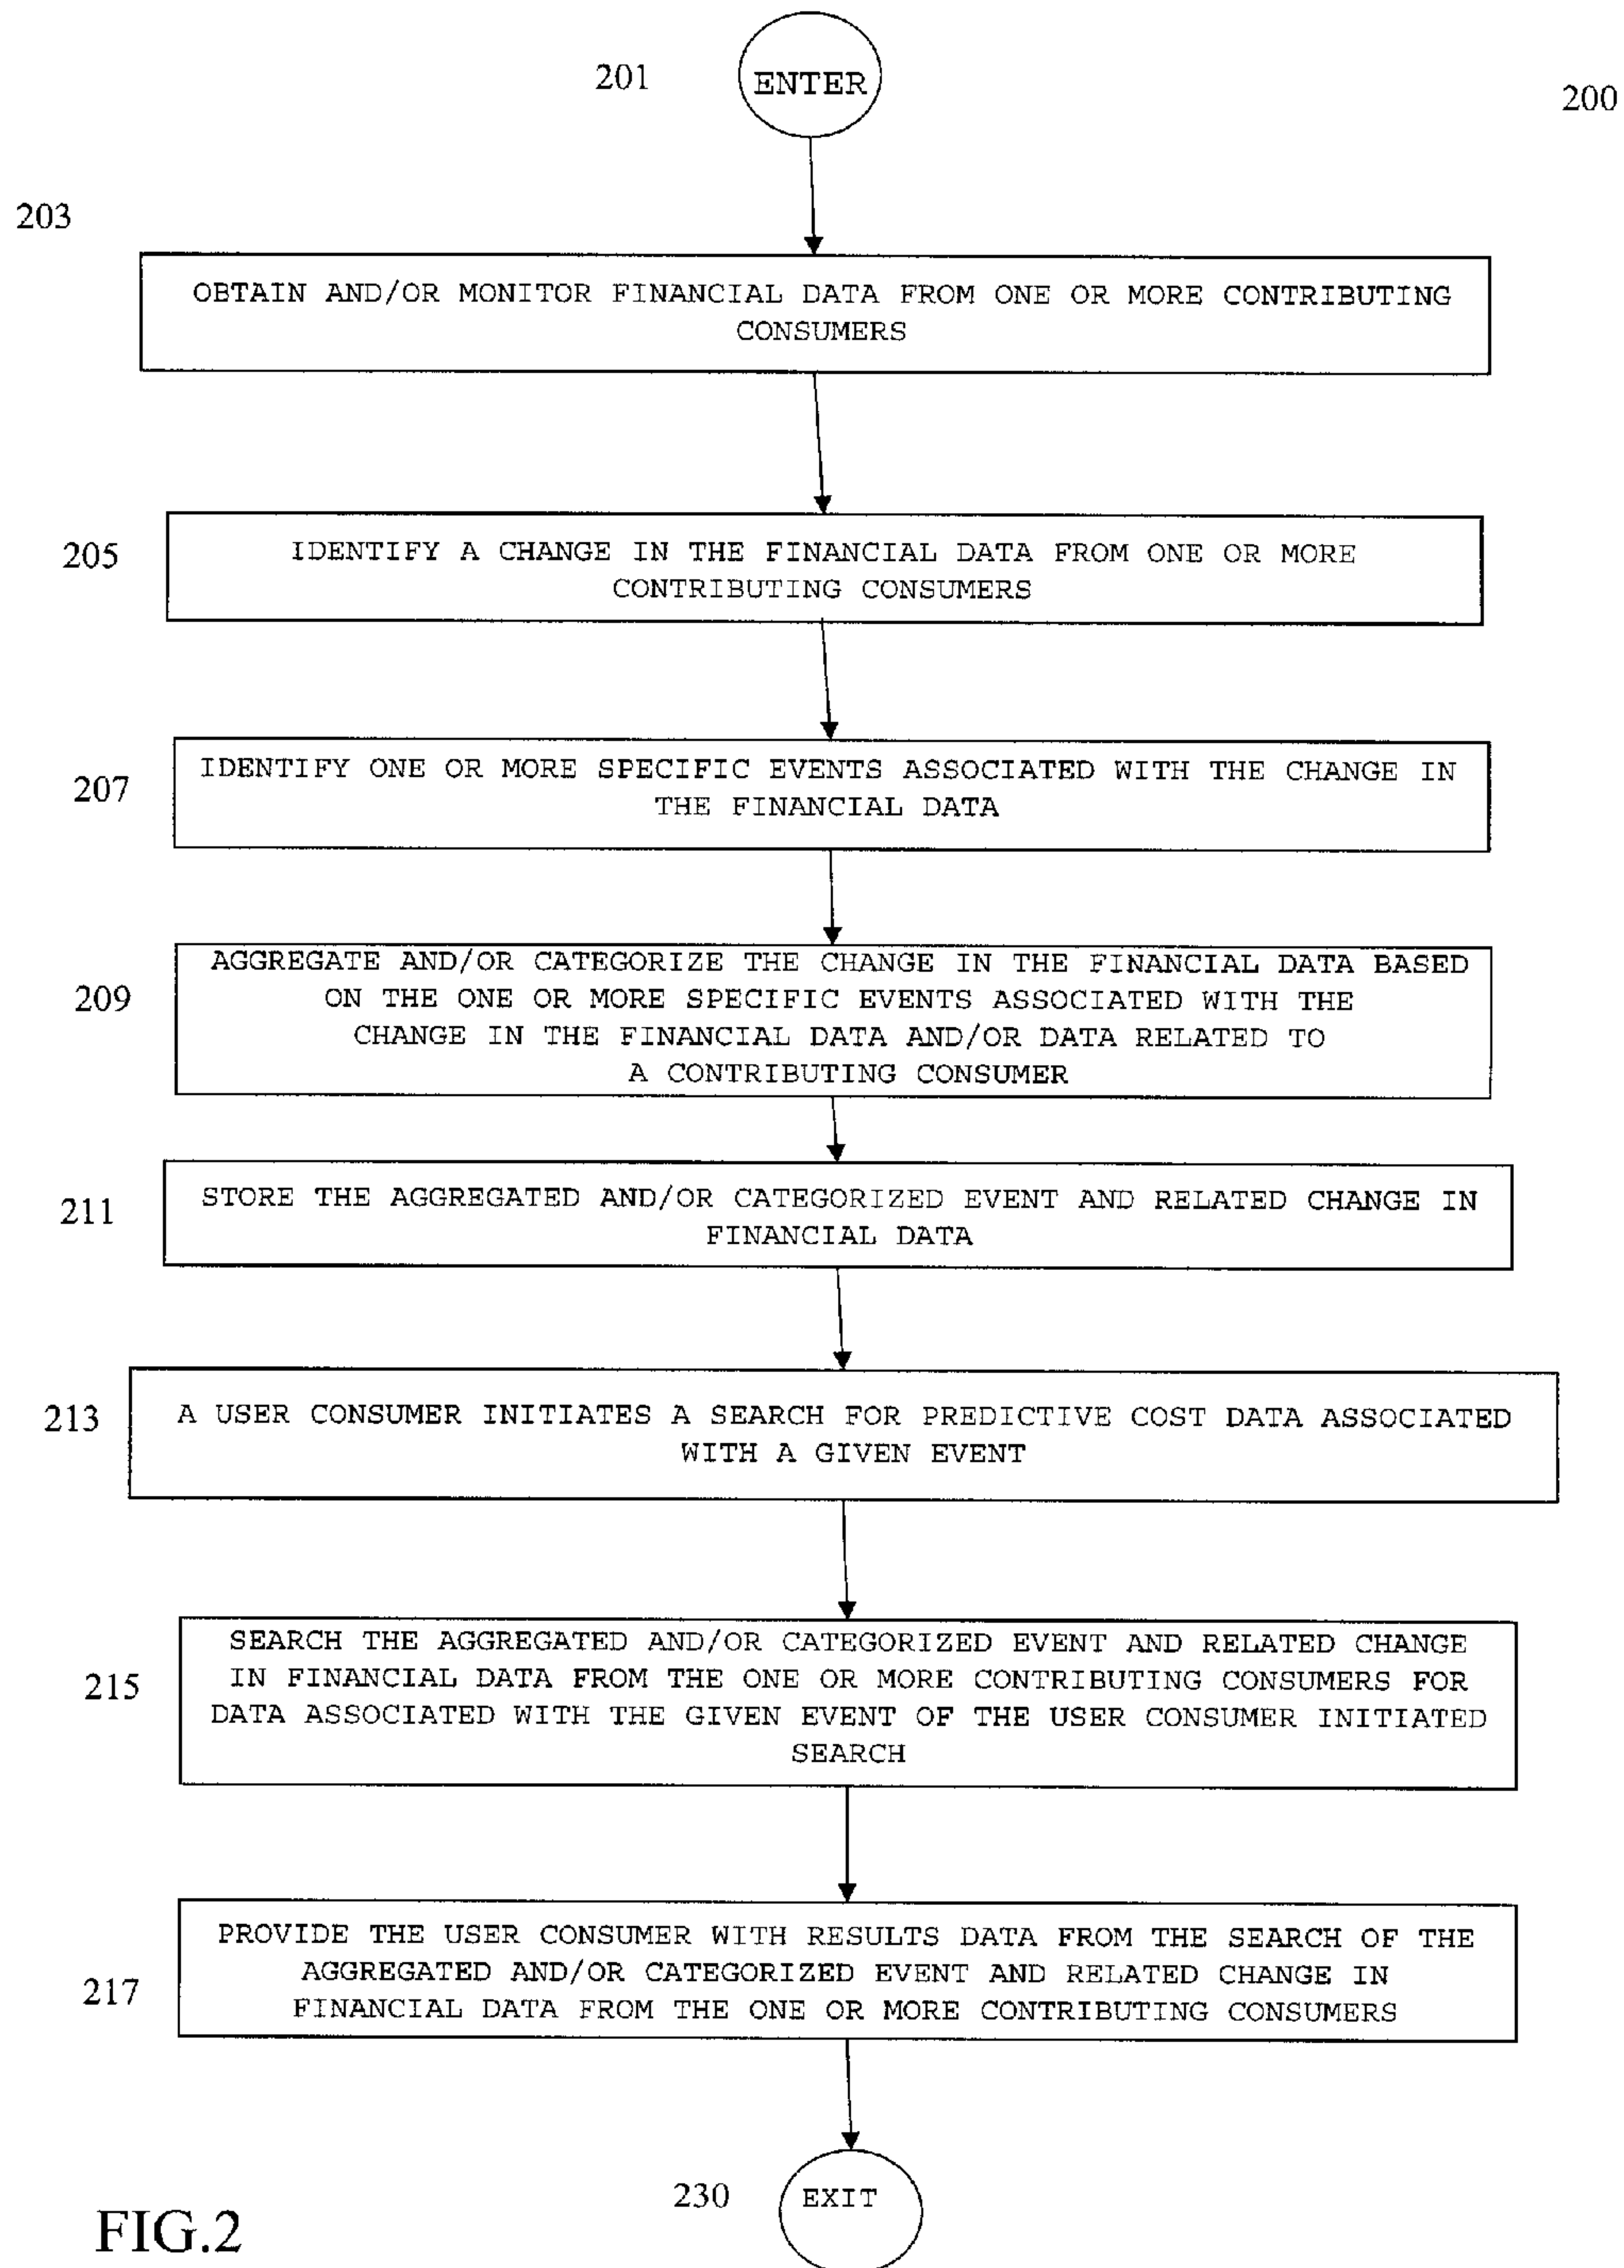 201
ENTER
200
203
OBTAIN AND/OR MONITOR FINANCIAL DATA FROM ONE OR MORE CONTRIBUTING
CONSUMERS
205
IDENTIFY A CHANGE IN THE FINANCIAL DATA FROM ONE OR MORE
CONTRIBUTING CONSUMERS
207
IDENTIFY ONE OR MORE SPECIFIC EVENTS ASSOCIATED WITH THE CHANGE IN
THE FINANCIAL DATA
209
AGGREGATE AND/OR CATEGORIZE THE CHANGE IN THE FINANCIAL DATA BASED
ON THE ONE OR MORE SPECIFIC EVENTS ASSOCIATED WITH THE
CHANGE IN THE FINANCIAL DATA AND/OR DATA RELATED TO
A CONTRIBUTING CONSUMER
211
STORE THE AGGREGATED AND/OR CATEGORIZED EVENT AND RELATED CHANGE IN
FINANCIAL DATA
213
A USER CONSUMER INITIATES A SEARCH FOR PREDICTIVE COST DATA ASSOCIATED
WITH A GIVEN EVENT
215
SEARCH THE AGGREGATED AND/OR CATEGORIZED EVENT AND RELATED CHANGE
IN FINANCIAL DATA FROM THE ONE OR MORE CONTRIBUTING CONSUMERS FOR
DATA ASSOCIATED WITH THE GIVEN EVENT OF THE USER CONSUMER INITIATED
SEARCH
217
PROVIDE THE USER CONSUMER WITH RESULTS DATA FROM THE SEARCH OF THE
AGGREGATED AND/OR CATEGORIZED EVENT AND RELATED CHANGE IN
FINANCIAL DATA FROM THE ONE OR MORE CONTRIBUTING CONSUMERS
230
EXIT
FIG.2